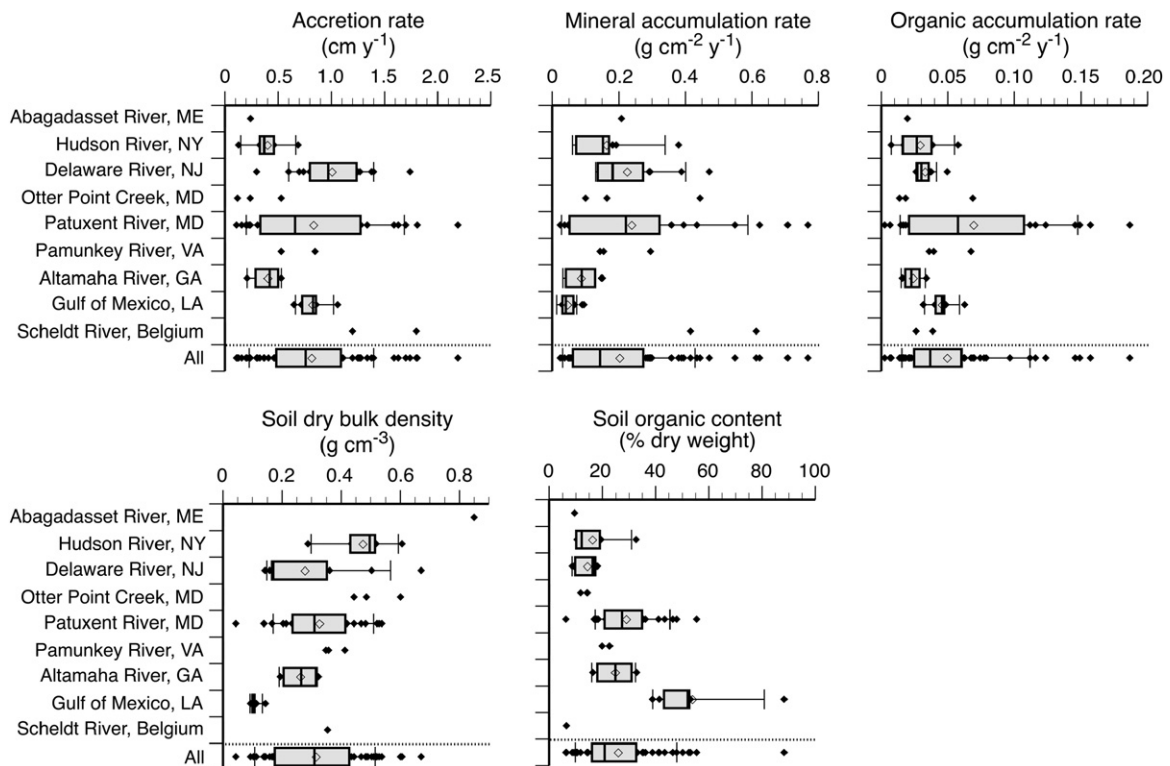 Accretion rate
(cm y-1)
0 0.5 1.0 1.5 2.0 2.5
Mineral accumulation rate
(g cm-2 y-1)
0 0.2 0.4 0.6 0.8
Organic accumulation rate
(g cm-2 y-1)
0 0.05 0.10 0.15 0.20
Abagadasset River, ME
Hudson River, NY
Delaware River, NJ
Otter Point Creek, MD
Patuxent River, MD
Pamunkey River, VA
Altamaha River, GA
Gulf of Mexico, LA
Scheldt River, Belgium
All
Soil dry bulk density
(g cm-3)
0 0.2 0.4 0.6 0.8
Soil organic content
(% dry weight)
0 20 40 60 80 100
Abagadasset River, ME
Hudson River, NY
Delaware River, NJ
Otter Point Creek, MD
Patuxent River, MD
Pamunkey River, VA
Altamaha River, GA
Gulf of Mexico, LA
Scheldt River, Belgium
All